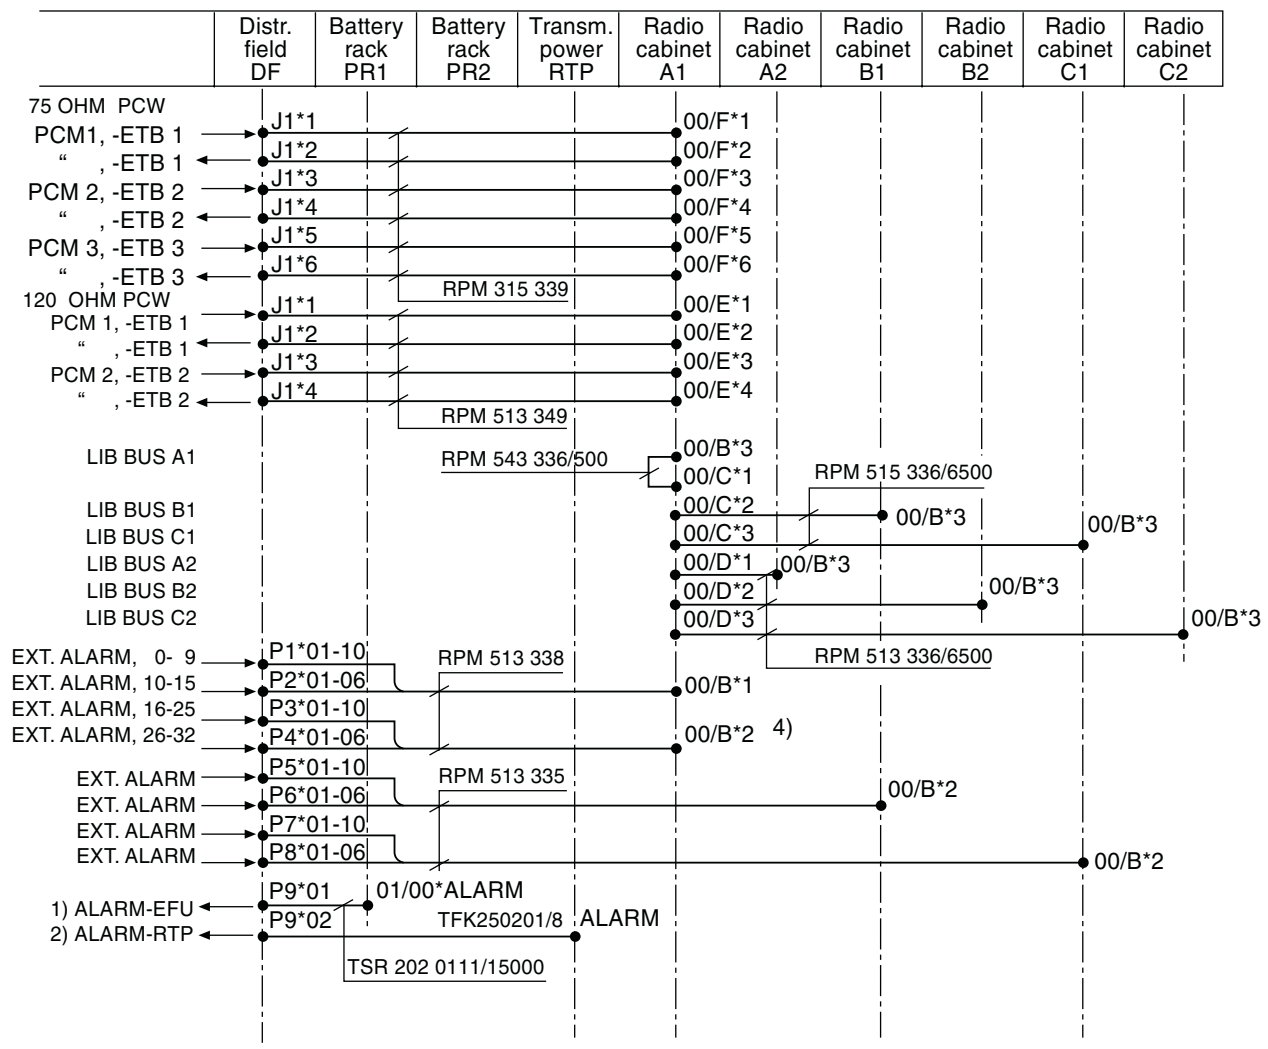 Distr. field DF
Battery rack PR1
Battery rack PR2
Transm. power RTP
Radio cabinet A1
Radio cabinet A2
Radio cabinet B1
Radio cabinet B2
Radio cabinet C1
Radio cabinet C2
75 OHM PCW
PCM1, -ETB 1 J1*1 00/F*1
“ , -ETB 1 J1*2 00/F*2
PCM 2, -ETB 2 J1*3 00/F*3
“ , -ETB 2 J1*4 00/F*4
PCM 3, -ETB 3 J1*5 00/F*5
“ , -ETB 3 J1*6 00/F*6
RPM 315 339
120 OHM PCW
PCM 1, -ETB 1 J1*1 00/E*1
“ , -ETB 1 J1*2 00/E*2
PCM 2, -ETB 2 J1*3 00/E*3
“ , -ETB 2 J1*4 00/E*4
RPM 513 349
LIB BUS A1 RPM 543 336/500 00/B*3
00/C*1 RPM 515 336/6500
LIB BUS B1 00/C*2 00/B*3
LIB BUS C1 00/C*3 00/B*3
LIB BUS A2 00/D*1 00/B*3
LIB BUS B2 00/D*2 00/B*3
LIB BUS C2 00/D*3 00/B*3
RPM 513 336/6500
EXT. ALARM, 0- 9 P1*01-10 RPM 513 338
EXT. ALARM, 10-15 P2*01-06 00/B*1
EXT. ALARM, 16-25 P3*01-10
EXT. ALARM, 26-32 P4*01-06 00/B*2 4)
EXT. ALARM P5*01-10 RPM 513 335
EXT. ALARM P6*01-06 00/B*2
EXT. ALARM P7*01-10
EXT. ALARM P8*01-06 00/B*2
1) ALARM-EFU P9*01 01/00*ALARM
2) ALARM-RTP P9*02 TFK250201/8 ALARM
TSR 202 0111/15000